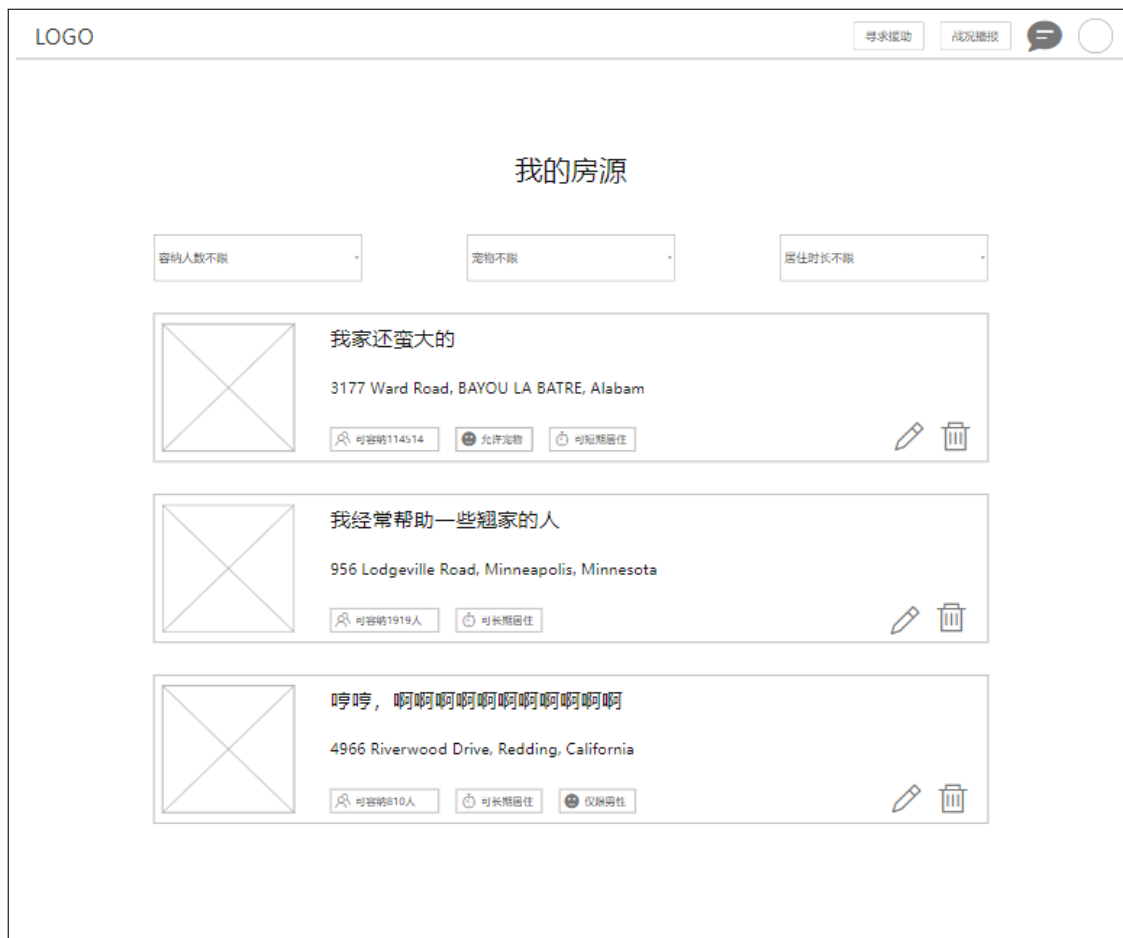 LOGO
寻求援助
战况播报
我的房源
容纳人数不限
宠物不限
居住时长不限
我家还蛮大的
3177 Ward Road, BAYOU LA BATRE, Alabam
可容纳114514
允许宠物
可短期居住
我经常帮助一些翘家的人
956 Lodgeville Road, Minneapolis, Minnesota
可容纳1919人
可长期居住
哼哼，啊啊啊啊啊啊啊啊啊啊啊
4966 Riverwood Drive, Redding, California
可容纳810人
可长期居住
仅限男性